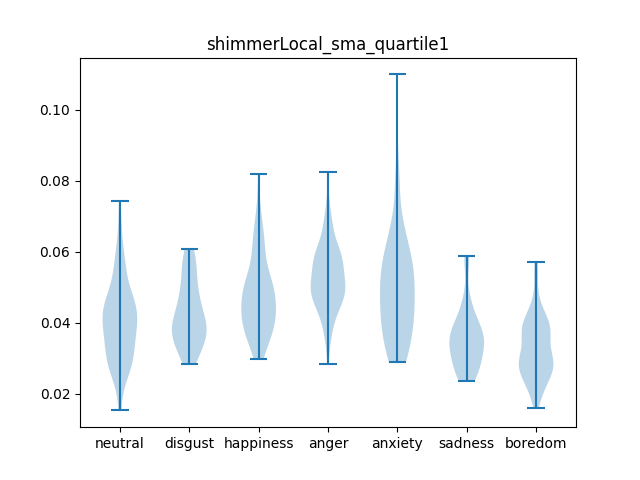 shimmerLocal_sma_quartile1
0.10
0.08
0.06
0.04
0.02
neutral disgust happiness anger anxiety sadness boredom